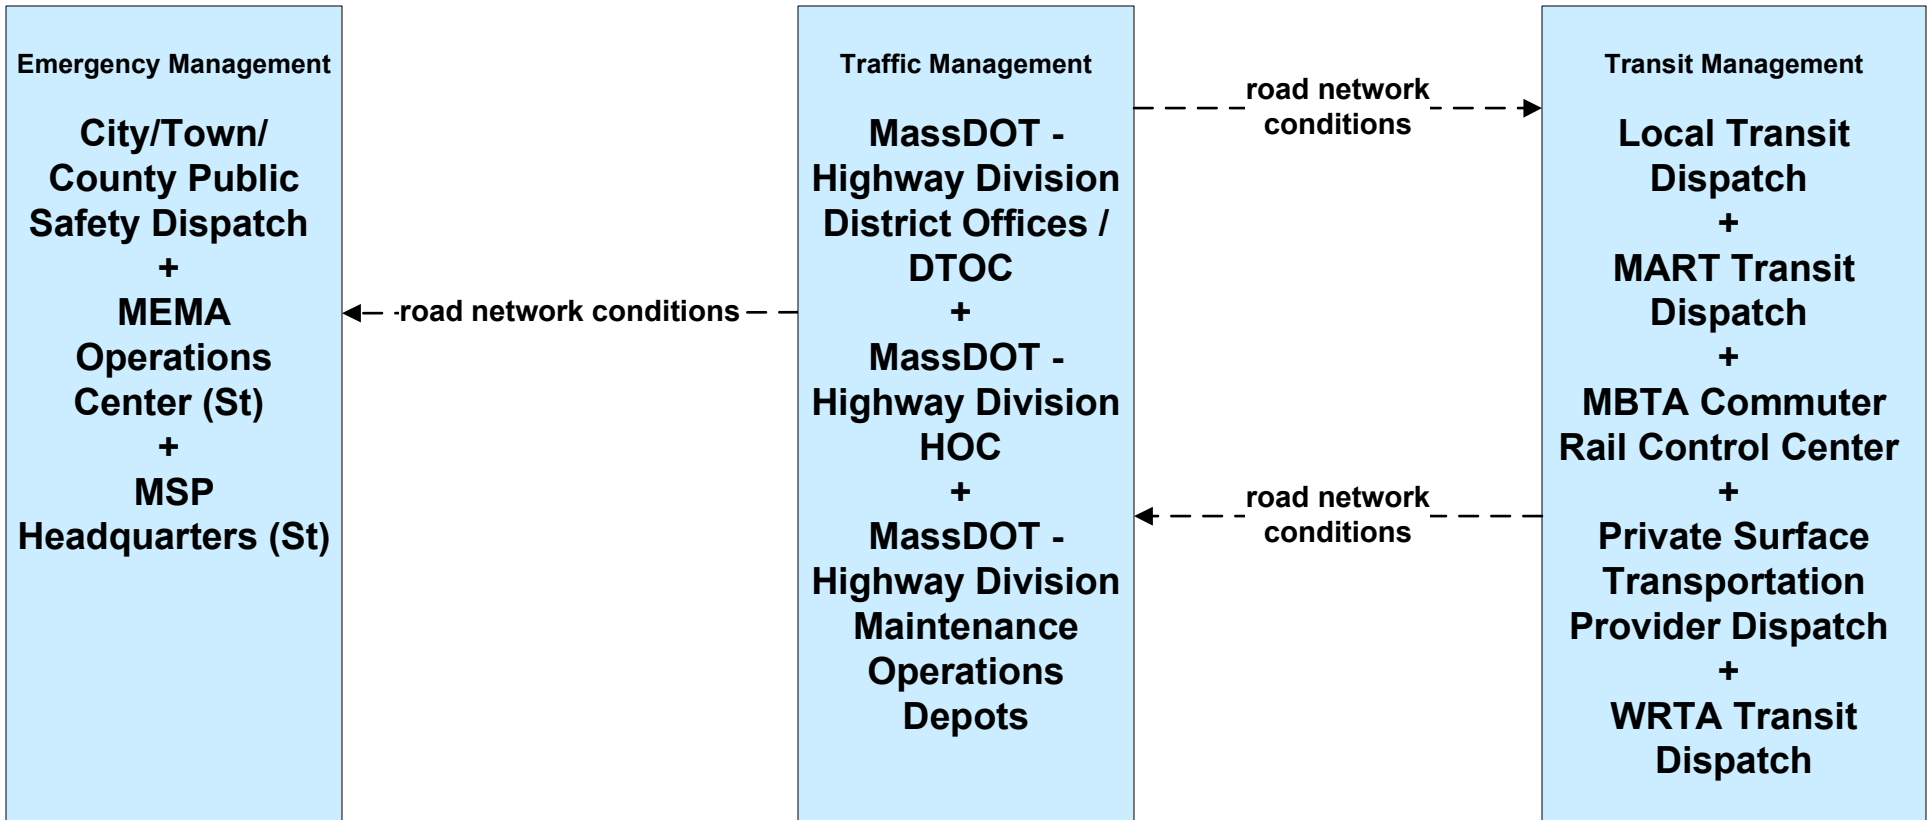 Emergency Management
City/Town/
County Public
Safety Dispatch
+
MEMA
Operations
Center (St)
+
MSP
Headquarters (St)
road network conditions
Traffic Management
MassDOT -
Highway Division
District Offices /
DTOC
+
MassDOT -
Highway Division
HOC
+
MassDOT -
Highway Division
Maintenance
Operations
Depots
road network
conditions
road network
conditions
Transit Management
Local Transit
Dispatch
+
MART Transit
Dispatch
+
MBTA Commuter
Rail Control Center
+
Private Surface
Transportation
Provider Dispatch
+
WRTA Transit
Dispatch